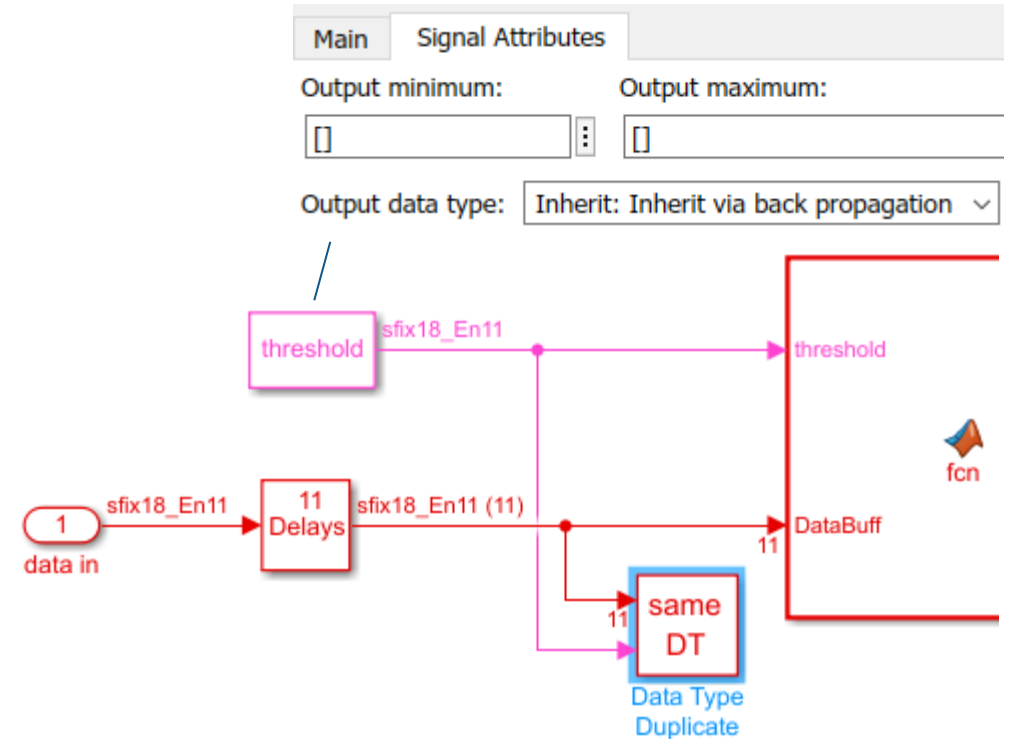 Main Signal Attributes
Output minimum: Output maximum:
[] []
Output data type: Inherit: Inherit via back propagation
threshold
sfix18_En11
threshold
fcn
1
data in
sfix18_En11
11
Delays
sfix18_En11 (11)
11
DataBuff
11
same
DT
Data Type
Duplicate